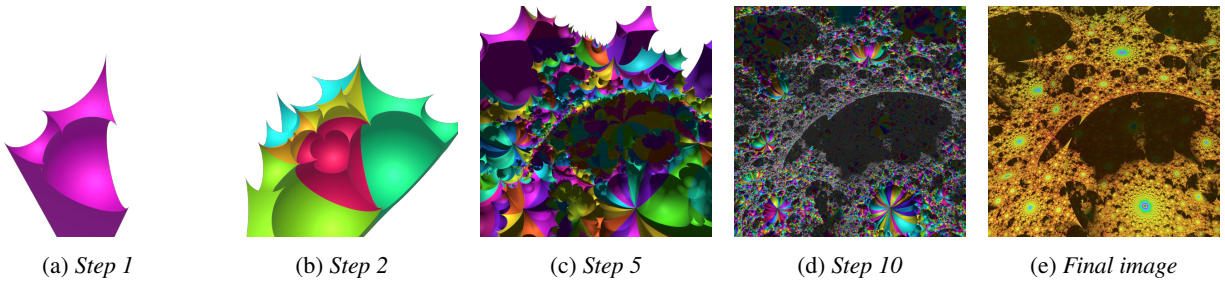 (a) Step 1
(b) Step 2
(c) Step 5
(d) Step 10
(e) Final image